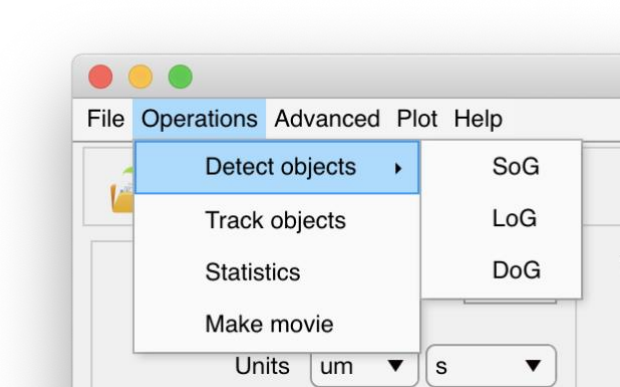 File Operations Advanced Plot Help
Detect objects SoG
Track objects LoG
Statistics DoG
Make movie
Units um s